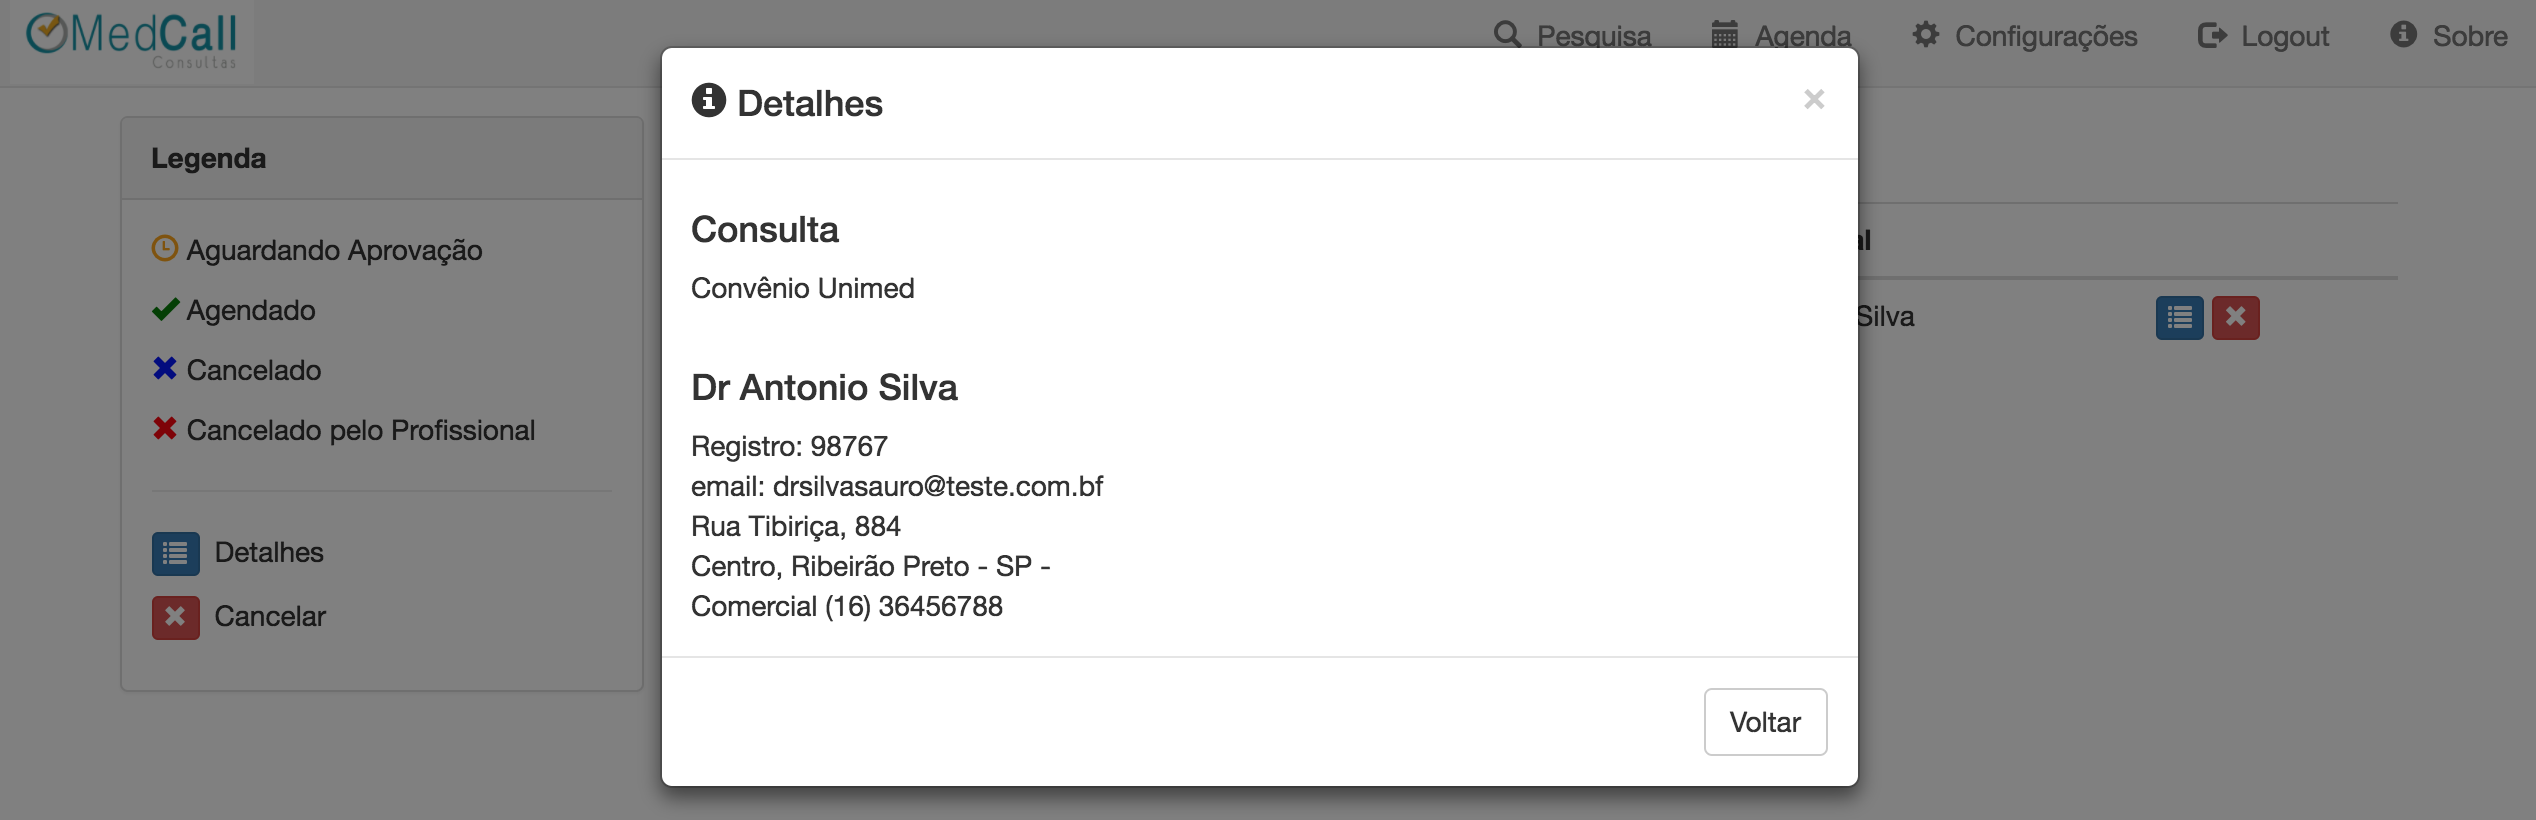 MedCall
Consultas
Pesquisa
Agenda
Configurações
Logout
Sobre
Legenda
Aguardando Aprovação
Agendado
Cancelado
Cancelado pelo Profissional
Detalhes
Cancelar
Detalhes
×
Consulta
Convênio Unimed
Dr Antonio Silva
Registro: 98767
email: drsilvasauro@teste.com.bf
Rua Tibiriça, 884
Centro, Ribeirão Preto - SP -
Comercial (16) 36456788
Voltar
Silva